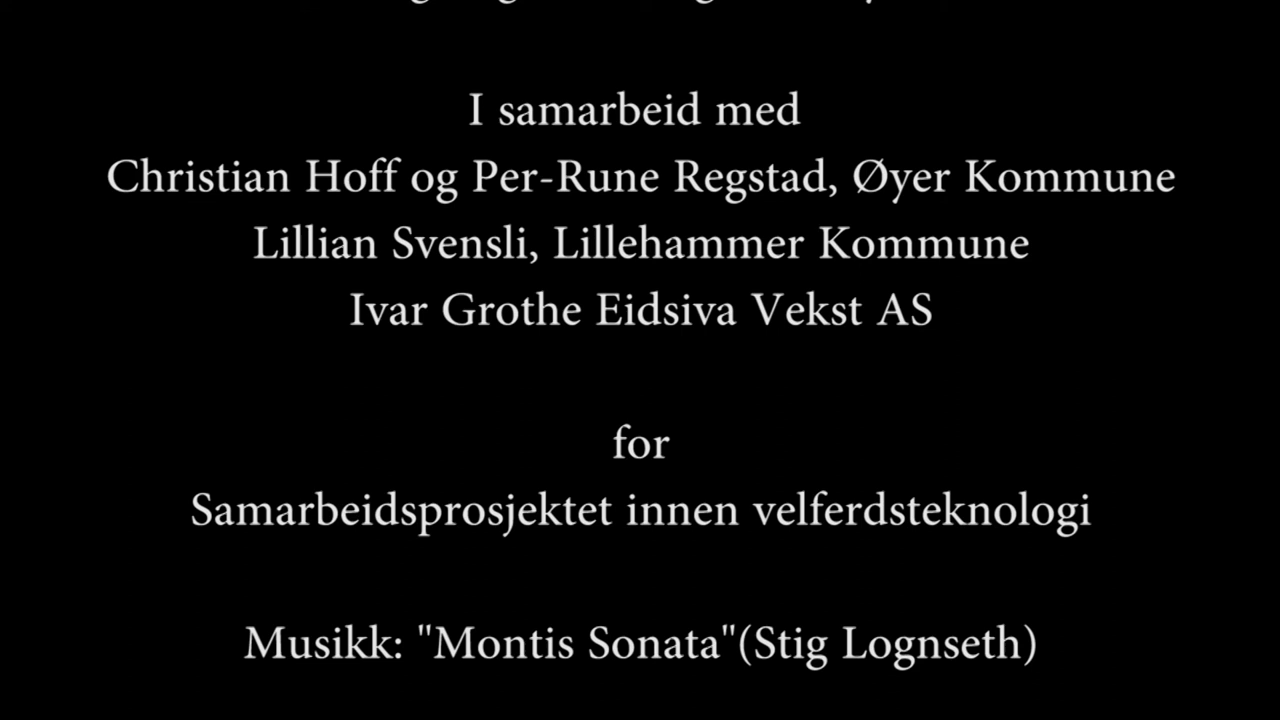 I samarbeid med
Christian Hoff og Per-Rune Regstad, Øyer Kommune
Lillian Svensli, Lillehammer Kommune
Ivar Grothe Eidsiva Vekst AS
for
Samarbeidsprosjektet innen velferdsteknologi
Musikk: "Montis Sonata"(Stig Lognseth)